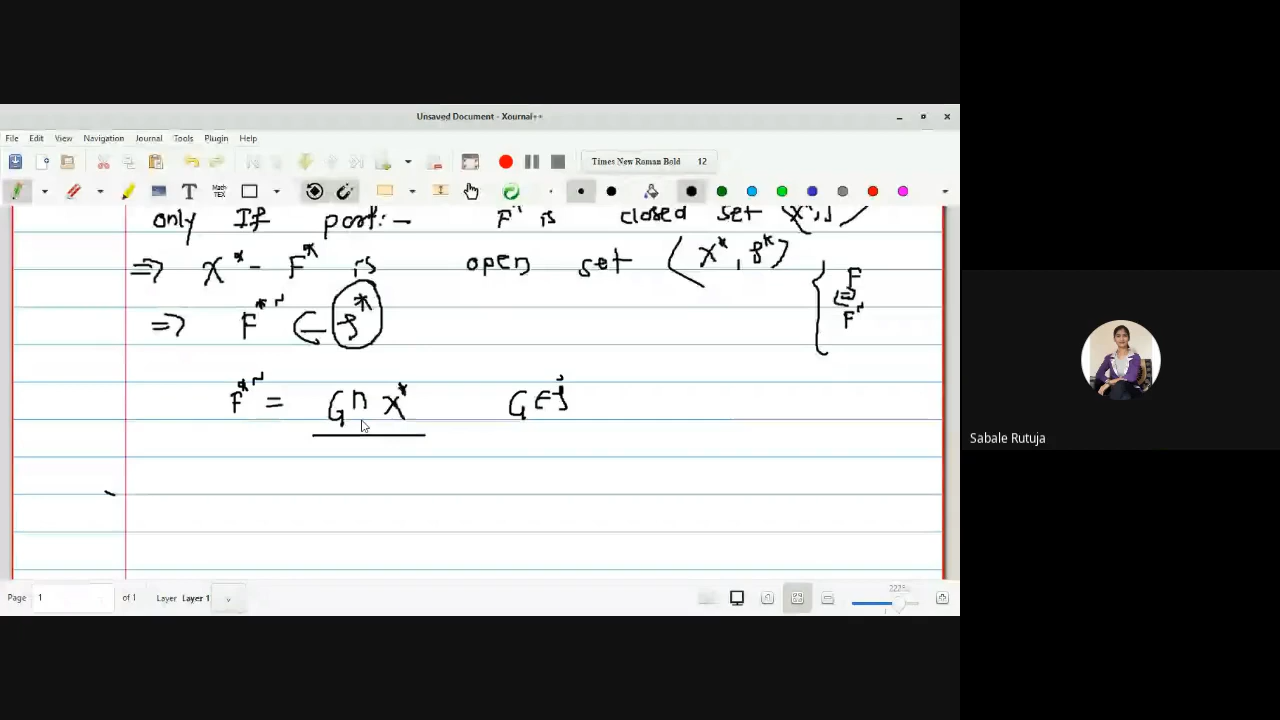 Unsaved Document - Xournal++
File Edit View Navigation Journal Tools Plugin Help
Times New Roman Bold 12
only If part:- F* is closed set
⇒ X* - F* is open set (X*, ℐ*)
⇒ F*~ ∈ ℐ*
F
⇔
F~
F*~ = G ∩ X* G ∈ ℐ
Sabale Rutuja
Page 1 of 1 Layer Layer 1